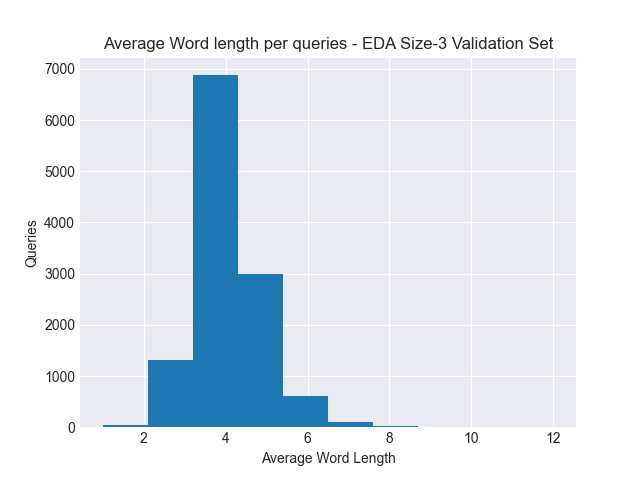 Average Word length per queries - EDA Size-3 Validation Set
7000
6000
5000
4000
3000
2000
1000
0
Queries
2 4 6 8 10 12
Average Word Length